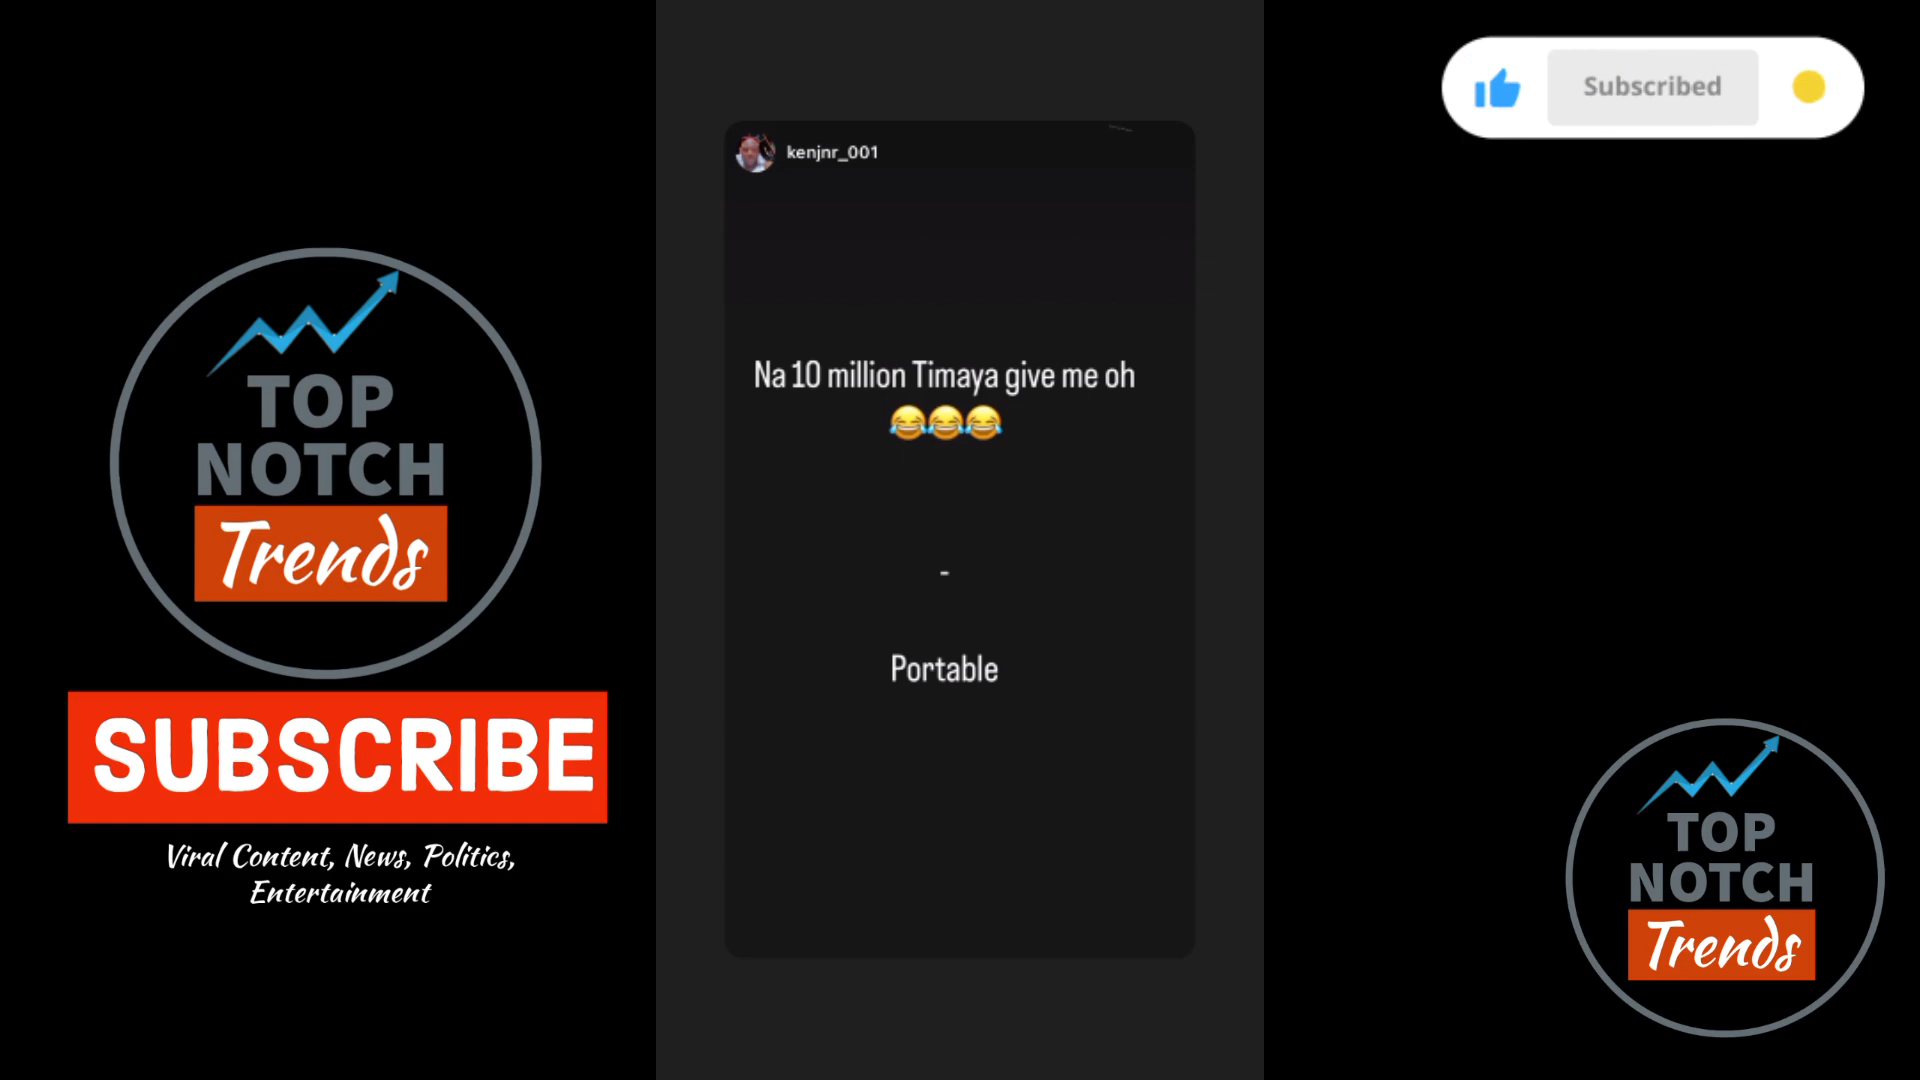 TOP
NOTCH
Trends
SUBSCRIBE
Viral Content, News, Politics,
Entertainment
kenjnr_001
Na 10 million Timaya give me oh
😂😂😂
-
Portable
Subscribed
TOP
NOTCH
Trends